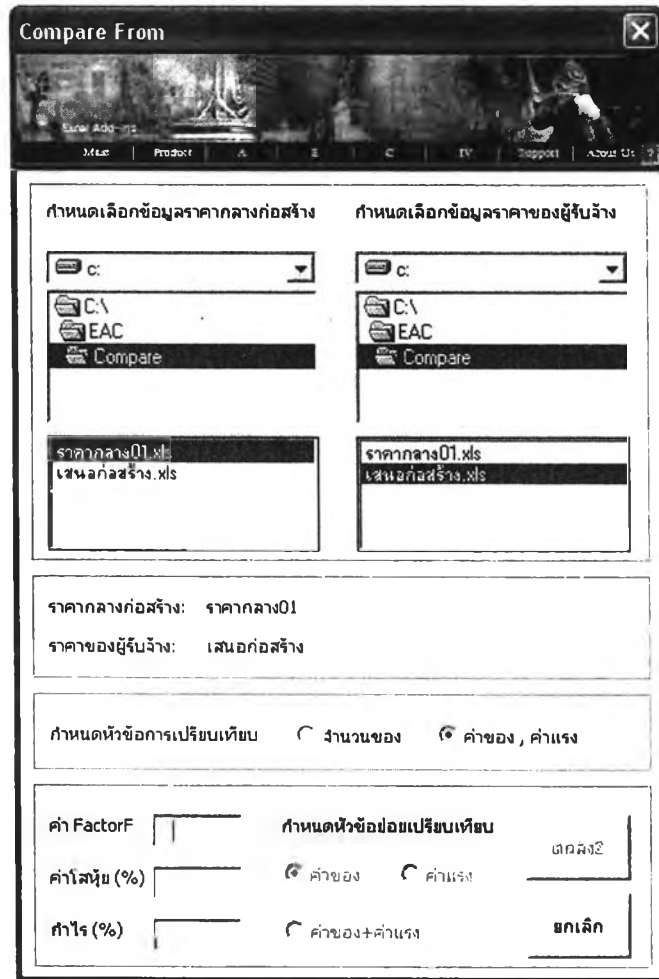 Compare From
Excel Add-ins
Main | Product | A | B | C | IV | Support | About Us | ?
กำหนดเลือกข้อมูลราคากลางก่อสร้าง กำหนดเลือกข้อมูลราคาของผู้รับจ้าง
c: c:
C:\ C:\
EAC EAC
Compare Compare
ราคากลาง01.xls ราคากลาง01.xls
เสนอก่อสร้าง.xls เสนอก่อสร้าง.xls
ราคากลางก่อสร้าง: ราคากลาง01
ราคาของผู้รับจ้าง: เสนอก่อสร้าง
กำหนดหัวข้อการเปรียบเทียบ จำนวนของ ค่าของ , ค่าแรง
ค่า FactorF กำหนดหัวข้อย่อยเปรียบเทียบ ตกลง2
ค่าโสหุ้ย (%) ค่าของ ค่าแรง
กำไร (%) ค่าของ+ค่าแรง ยกเลิก